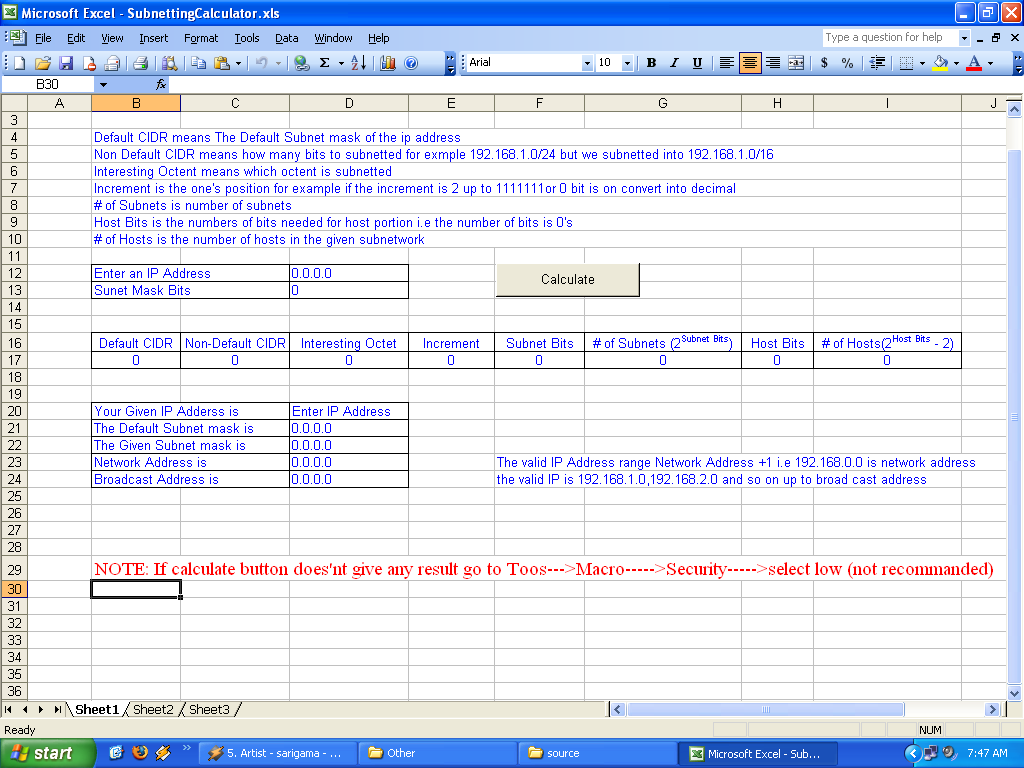 Microsoft Excel - SubnettingCalculator.xls
File Edit View Insert Format Tools Data Window Help
Type a question for help
Arial 10 B I U $ %
B30 fx
A B C D E F G H I J
3
4 Default CIDR means The Default Subnet mask of the ip address
5 Non Default CIDR means how many bits to subnetted for exmple 192.168.1.0/24 but we subnetted into 192.168.1.0/16
6 Interesting Octent means which octent is subnetted
7 Increment is the one's position for example if the increment is 2 up to 1111111or 0 bit is on convert into decimal
8 # of Subnets is number of subnets
9 Host Bits is the numbers of bits needed for host portion i.e the number of bits is 0's
10 # of Hosts is the number of hosts in the given subnetwork
11
12 Enter an IP Address 0.0.0.0
Calculate
13 Sunet Mask Bits 0
14
15
16 Default CIDR Non-Default CIDR Interesting Octet Increment Subnet Bits # of Subnets (2^Subnet Bits) Host Bits # of Hosts(2^Host Bits - 2)
17 0 0 0 0 0 0 0 0
18
19
20 Your Given IP Adderss is Enter IP Address
21 The Default Subnet mask is 0.0.0.0
22 The Given Subnet mask is 0.0.0.0
23 Network Address is 0.0.0.0 The valid IP Address range Network Address +1 i.e 192.168.0.0 is network address
24 Broadcast Address is 0.0.0.0 the valid IP is 192.168.1.0,192.168.2.0 and so on up to broad cast address
25
26
27
28
29 NOTE: If calculate button does'nt give any result go to Toos--->Macro----->Security----->select low (not recommanded)
30
31
32
33
34
35
36
Sheet1 Sheet2 Sheet3
Ready NUM
start 5. Artist - sarigama - ... Other source Microsoft Excel - Sub... 7:47 AM